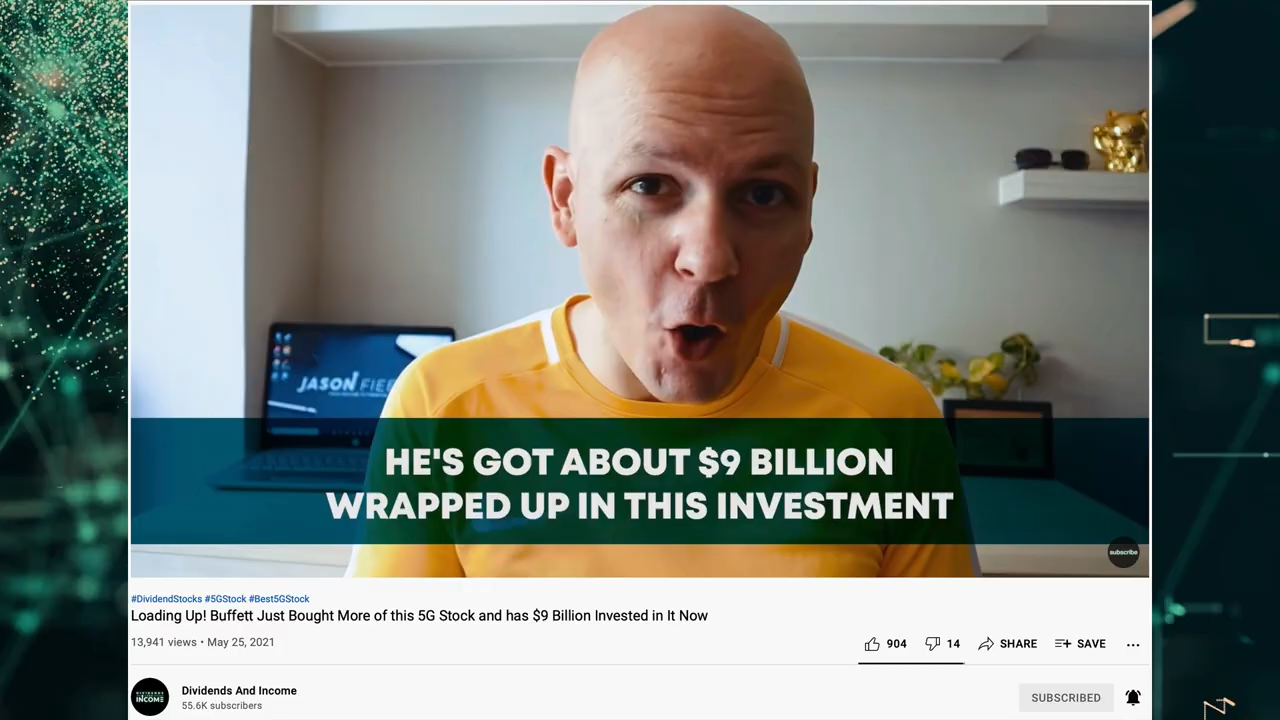 JASON FIEB
HE'S GOT ABOUT $9 BILLION
WRAPPED UP IN THIS INVESTMENT
subscribe
#DividendStocks #5GStock #Best5GStock
Loading Up! Buffett Just Bought More of this 5G Stock and has $9 Billion Invested in It Now
13,941 views • May 25, 2021
904
14
SHARE
SAVE
DIVIDENDS
INCOME
Dividends And Income
55.6K subscribers
SUBSCRIBED